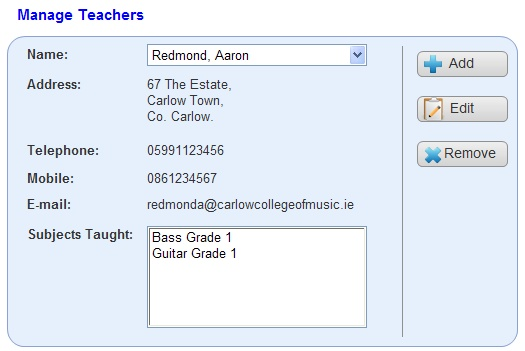 Manage Teachers
Name: Redmond, Aaron
Address: 67 The Estate,
Carlow Town,
Co. Carlow.
Telephone: 05991123456
Mobile: 0861234567
E-mail: redmonda@carlowcollegeofmusic.ie
Subjects Taught: Bass Grade 1
Guitar Grade 1
Add
Edit
Remove